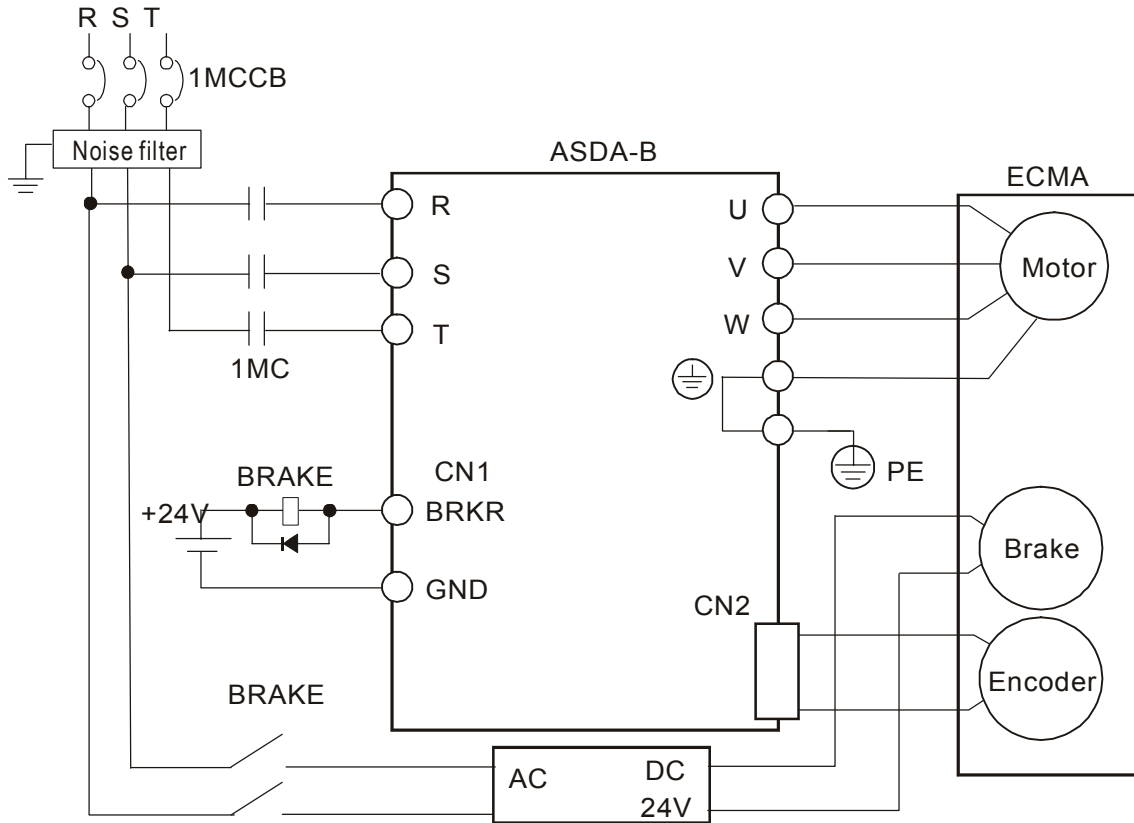 R S T
1MCCB
Noise filter
ASDA-B
ECMA
R
S
T
1MC
U
V
W
Motor
PE
BRAKE
+24V
CN1
BRKR
GND
CN2
Brake
Encoder
BRAKE
AC
DC
24V